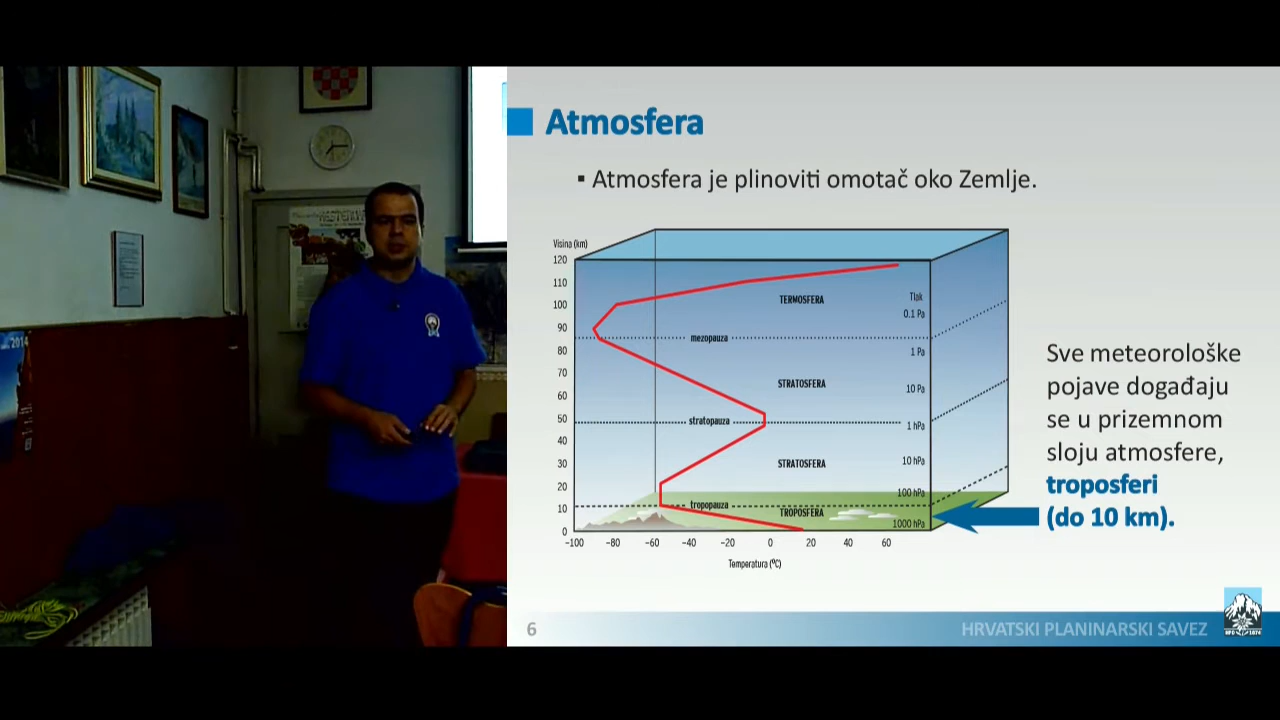 Atmosfera
▪ Atmosfera je plinoviti omotač oko Zemlje.
Visina (km)
120
110
100
90
80
70
60
50
40
30
20
10
0
TERMOSFERA
Tlak
0.1 Pa
mezopauza
1 Pa
STRATOSFERA
10 Pa
stratopauza
1 hPa
STRATOSFERA
10 hPa
100 hPa
tropopauza
TROPOSFERA
1000 hPa
−100 −80 −60 −40 −20 0 20 40 60
Temperatura (ºC)
Sve meteorološke
pojave događaju
se u prizemnom
sloju atmosfere,
troposferi
(do 10 km).
6
HRVATSKI PLANINARSKI SAVEZ
2014